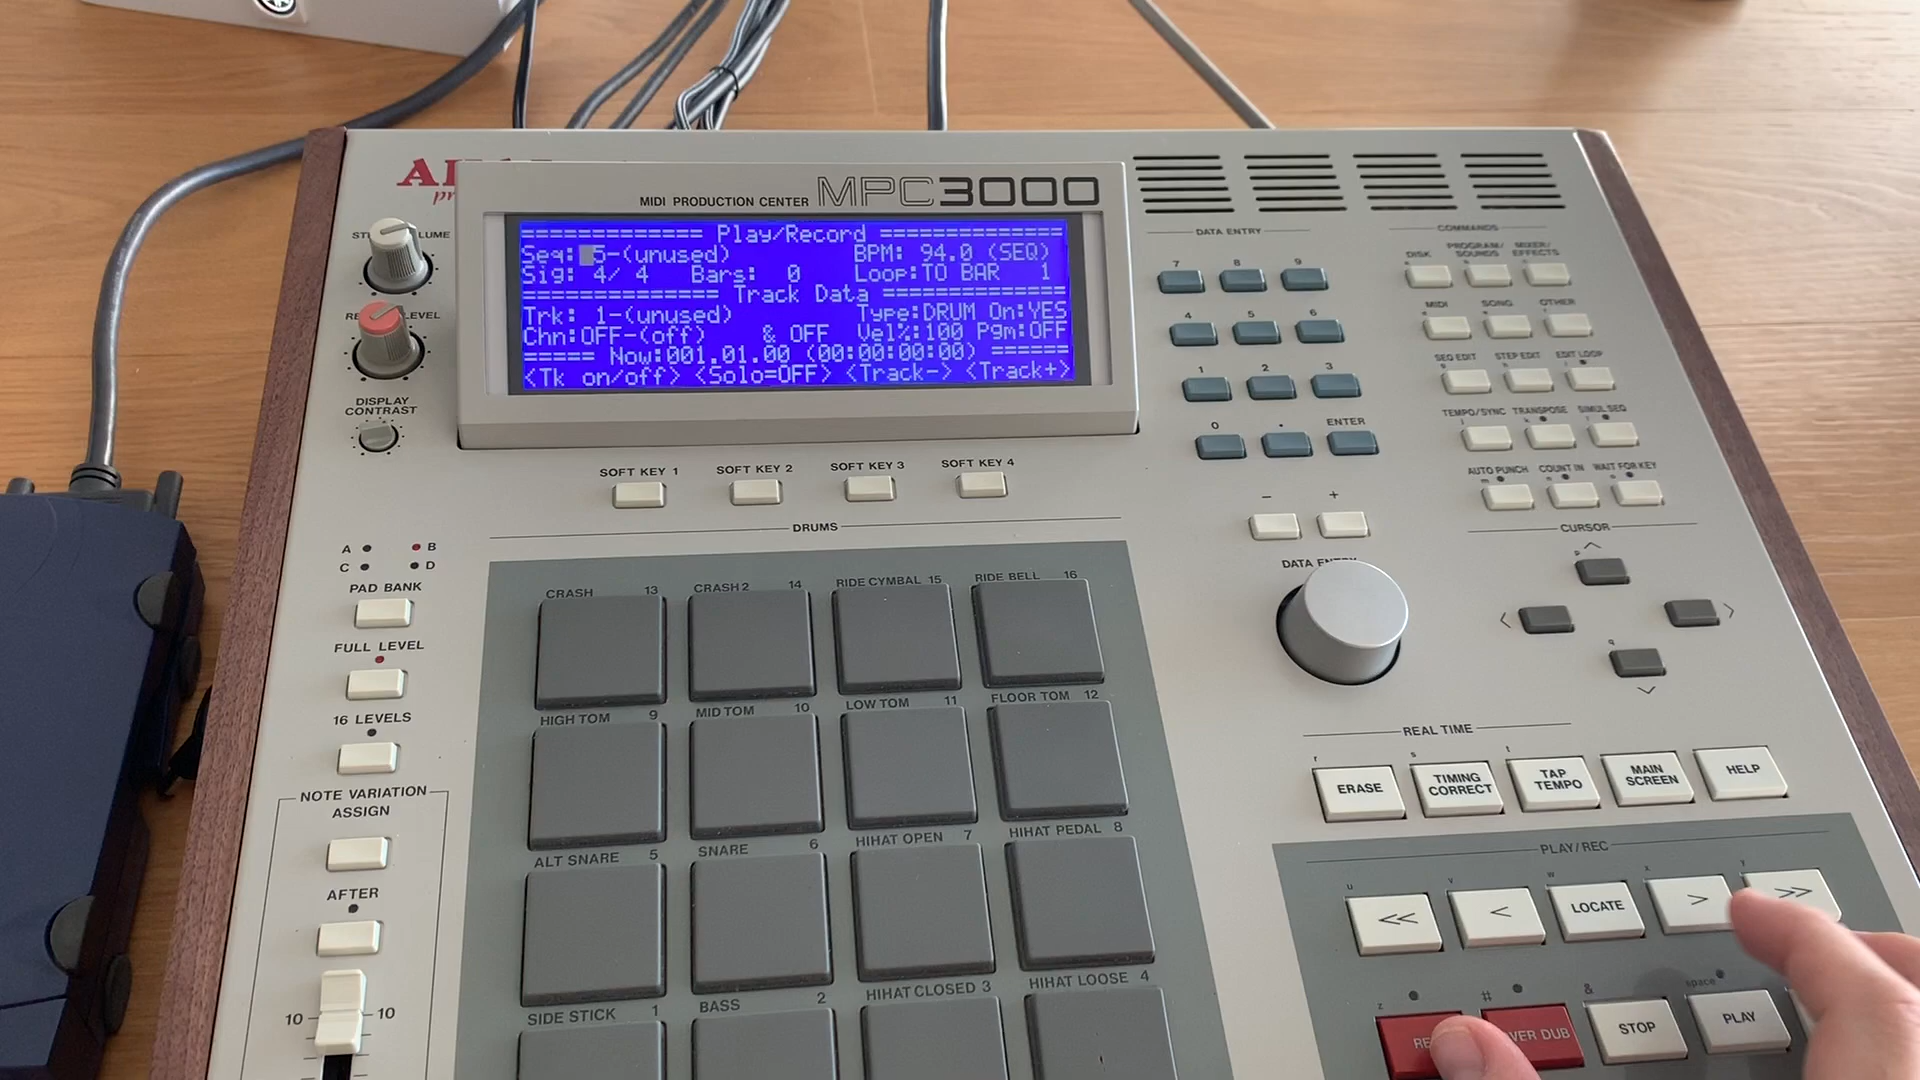 MIDI PRODUCTION CENTER MPC3000
============= Play/Record =============
Seq: 5-(unused) BPM: 94.0 (SEQ)
Sig: 4/ 4 Bars: 0 Loop:TO BAR 1
============== Track Data =============
Trk: 1-(unused) Type:DRUM On:YES
Chn:OFF-(off) & OFF Vel%:100 Pgm:OFF
===== Now:001.01.00 (00:00:00:00) ======
<Tk on/off> <Solo=OFF> <Track-> <Track+>
DISPLAY
CONTRAST
SOFT KEY 1 SOFT KEY 2 SOFT KEY 3 SOFT KEY 4
DRUMS
A B
C D
PAD BANK
FULL LEVEL
16 LEVELS
NOTE VARIATION
ASSIGN
AFTER
10 10
CRASH 13 CRASH 2 14 RIDE CYMBAL 15 RIDE BELL 16
HIGH TOM 9 MID TOM 10 LOW TOM 11 FLOOR TOM 12
ALT SNARE 5 SNARE 6 HIHAT OPEN 7 HIHAT PEDAL 8
SIDE STICK 1 BASS 2 HIHAT CLOSED 3 HIHAT LOOSE 4
DATA ENTRY
7 8 9
4 5 6
1 2 3
0 . ENTER
- +
DATA
COMMANDS
DISK PROGRAM/SOUNDS MIXER/EFFECTS
MIDI SONG OTHER
SEQ EDIT STEP EDIT EDIT LOOP
TEMPO/SYNC TRANSPOSE SIMUL SEQ
AUTO PUNCH COUNT IN WAIT FOR KEY
CURSOR
REAL TIME
r s t
ERASE TIMING CORRECT TAP TEMPO MAIN SCREEN HELP
PLAY/REC
u v w x y
<< < LOCATE > >>
z # & space
STOP PLAY